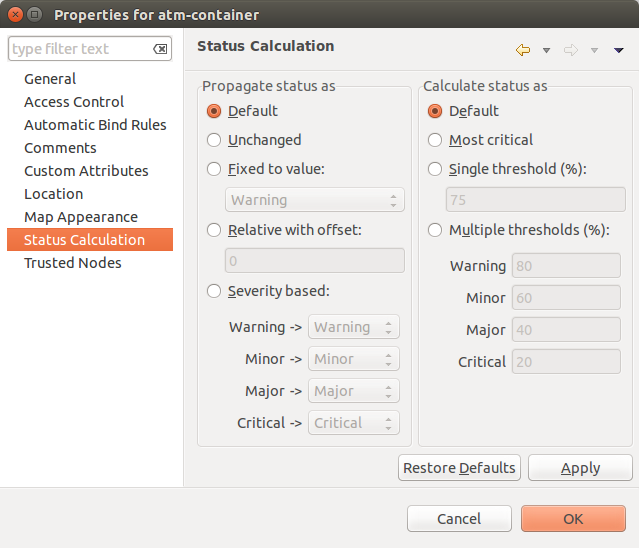 Properties for atm-container
type filter text
General
Access Control
Automatic Bind Rules
Comments
Custom Attributes
Location
Map Appearance
Status Calculation
Trusted Nodes
Status Calculation
Propagate status as
Default
Unchanged
Fixed to value:
Warning
Relative with offset:
0
Severity based:
Warning -> Warning
Minor -> Minor
Major -> Major
Critical -> Critical
Calculate status as
Default
Most critical
Single threshold (%):
75
Multiple thresholds (%):
Warning 80
Minor 60
Major 40
Critical 20
Restore Defaults Apply
Cancel OK